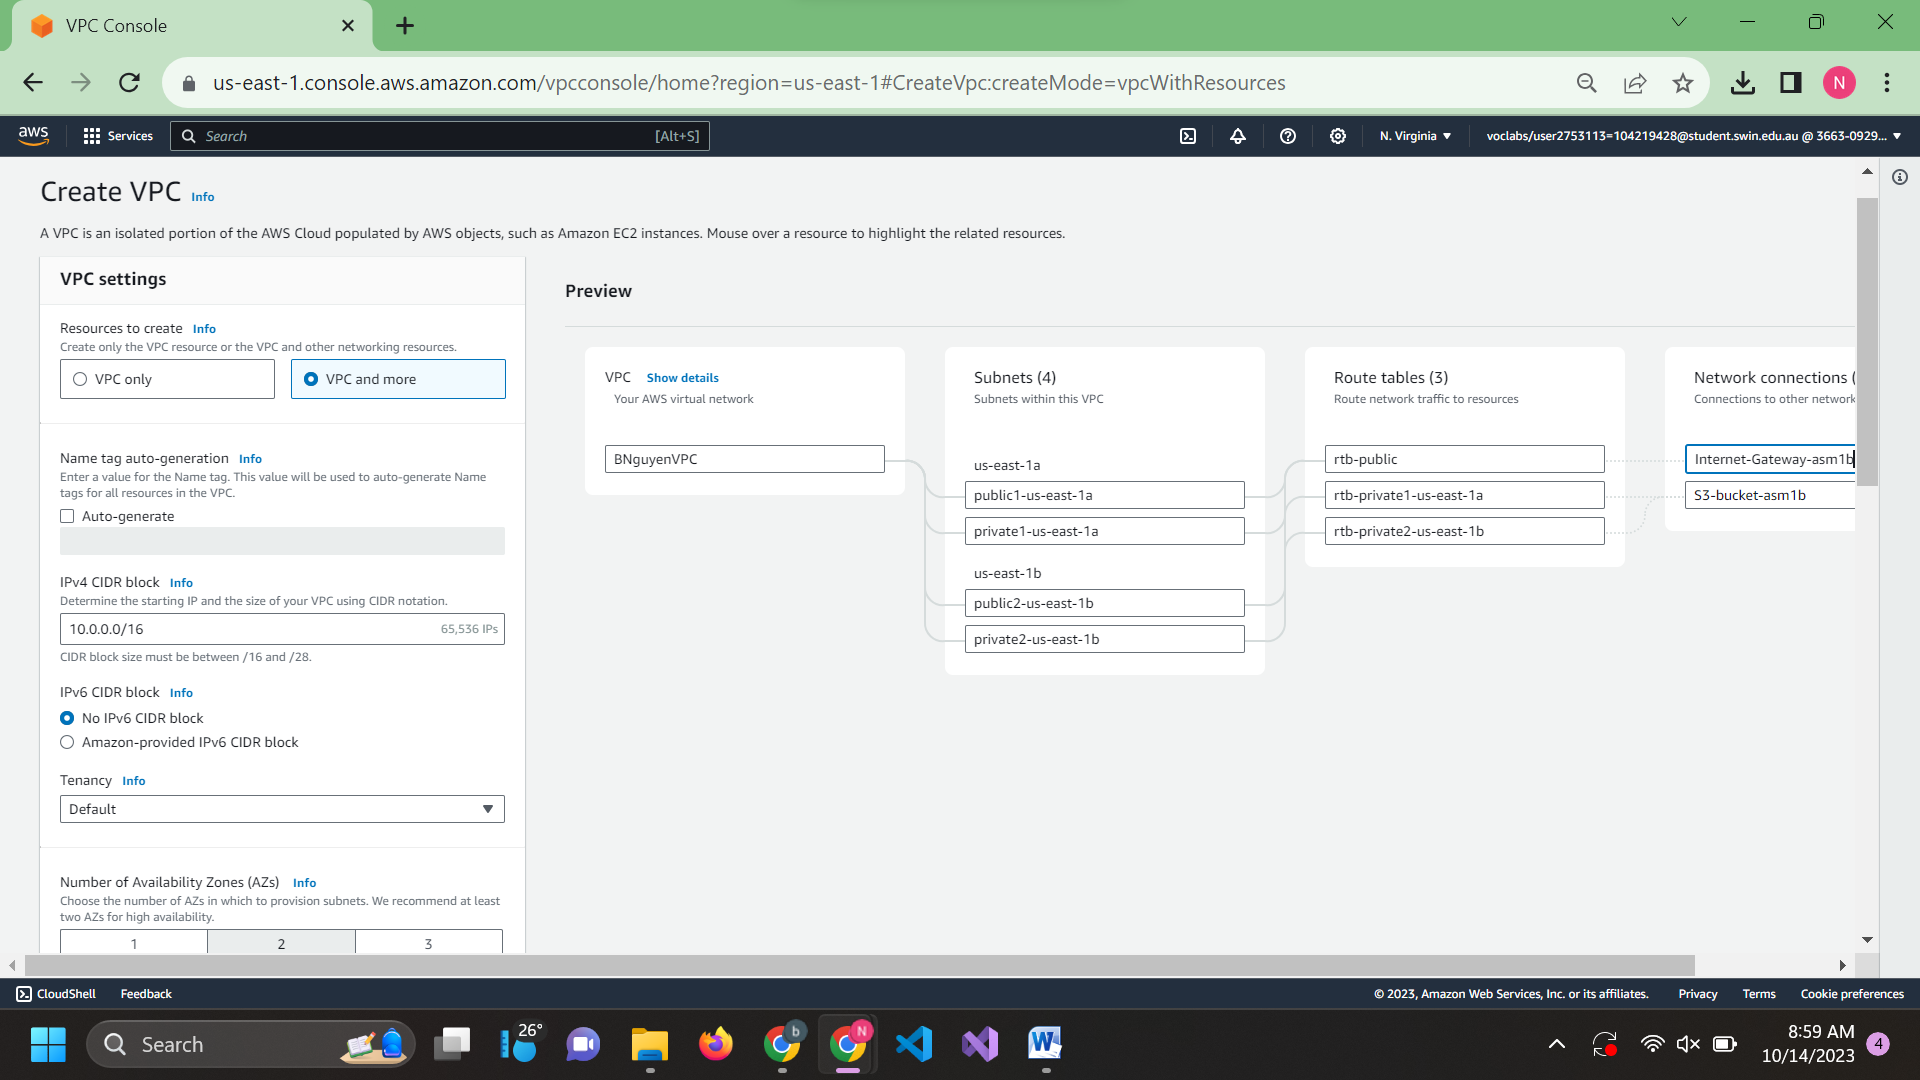 VPC Console
us-east-1.console.aws.amazon.com/vpcconsole/home?region=us-east-1#CreateVpc:createMode=vpcWithResources
N
aws
Services
Search
[Alt+S]
N. Virginia
voclabs/user2753113=104219428@student.swin.edu.au @ 3663-0929...
Create VPC Info
A VPC is an isolated portion of the AWS Cloud populated by AWS objects, such as Amazon EC2 instances. Mouse over a resource to highlight the related resources.
VPC settings
Resources to create Info
Create only the VPC resource or the VPC and other networking resources.
VPC only
VPC and more
Name tag auto-generation Info
Enter a value for the Name tag. This value will be used to auto-generate Name
tags for all resources in the VPC.
Auto-generate
IPv4 CIDR block Info
Determine the starting IP and the size of your VPC using CIDR notation.
10.0.0.0/16
65,536 IPs
CIDR block size must be between /16 and /28.
IPv6 CIDR block Info
No IPv6 CIDR block
Amazon-provided IPv6 CIDR block
Tenancy Info
Default
Number of Availability Zones (AZs) Info
Choose the number of AZs in which to provision subnets. We recommend at least
two AZs for high availability.
1
2
3
Preview
VPC Show details
Your AWS virtual network
BNguyenVPC
Subnets (4)
Subnets within this VPC
us-east-1a
public1-us-east-1a
private1-us-east-1a
us-east-1b
public2-us-east-1b
private2-us-east-1b
Route tables (3)
Route network traffic to resources
rtb-public
rtb-private1-us-east-1a
rtb-private2-us-east-1b
Network connections (
Connections to other network
Internet-Gateway-asm1b
S3-bucket-asm1b
CloudShell
Feedback
© 2023, Amazon Web Services, Inc. or its affiliates.
Privacy
Terms
Cookie preferences
Search
26°
b
N
W
8:59 AM
10/14/2023
4